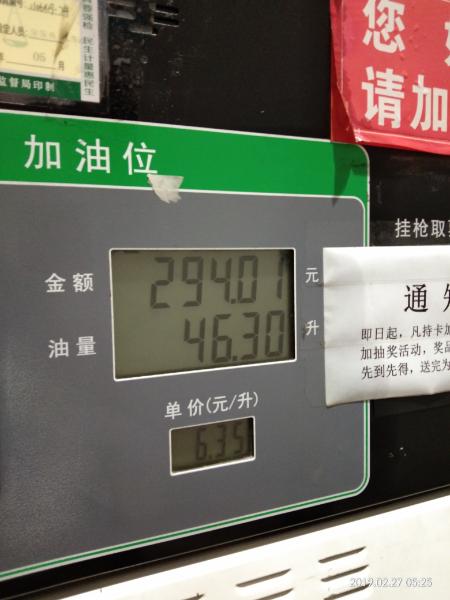 监督局印制
民生计量惠民生
您
请加
加油位
挂枪取
金额 294.01 元
油量 46.30 升
单价(元/升)
6.35
通知
即日起，凡持卡加
加抽奖活动，奖品
先到先得，送完为
2019.02.27 05:25